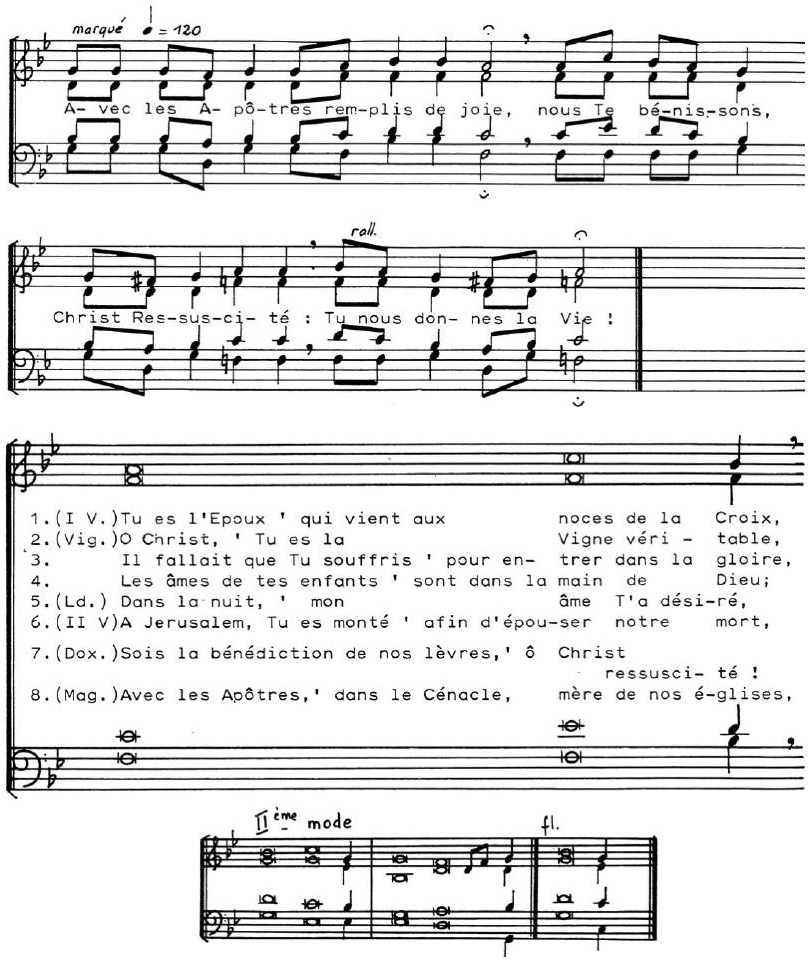 marqué ♩ = 120
A- vec les A- pô-tres rem-plis de joie, nous Te bé-nis-sons,
rall.
Christ Res-sus-ci- té : Tu nous don- nes la Vie !
1.(I V.)Tu es l'Epoux ' qui vient aux noces de la Croix,
2.(Vig.)O Christ, ' Tu es la Vigne véri - table,
3. Il fallait que Tu souffris ' pour en- trer dans la gloire,
4. Les âmes de tes enfants ' sont dans la main de Dieu;
5.(Ld.) Dans la nuit, ' mon âme T'a dési-ré,
6.(II V)A Jerusalem, Tu es monté ' afin d'épou-ser notre mort,
7.(Dox.)Sois la bénédiction de nos lèvres,' ô Christ
ressusci- té !
8.(Mag.)Avec les Apôtres,' dans le Cénacle, mère de nos é-glises,
II ème mode fl.